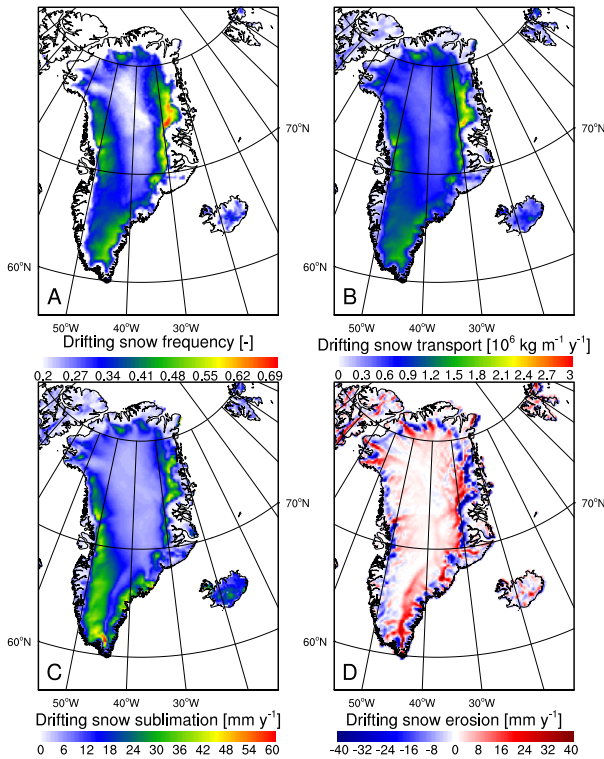 A
B
70°N
60°N
50°W 40°W 30°W
50°W 40°W 30°W
Drifting snow frequency [-]
Drifting snow transport [10⁶ kg m⁻¹ y⁻¹]
0.2 0.27 0.34 0.41 0.48 0.55 0.62 0.69
0 0.3 0.6 0.9 1.2 1.5 1.8 2.1 2.4 2.7 3
C
D
70°N
60°N
50°W 40°W 30°W
50°W 40°W 30°W
Drifting snow sublimation [mm y⁻¹]
Drifting snow erosion [mm y⁻¹]
0 6 12 18 24 30 36 42 48 54 60
-40 -32 -24 -16 -8 0 8 16 24 32 40